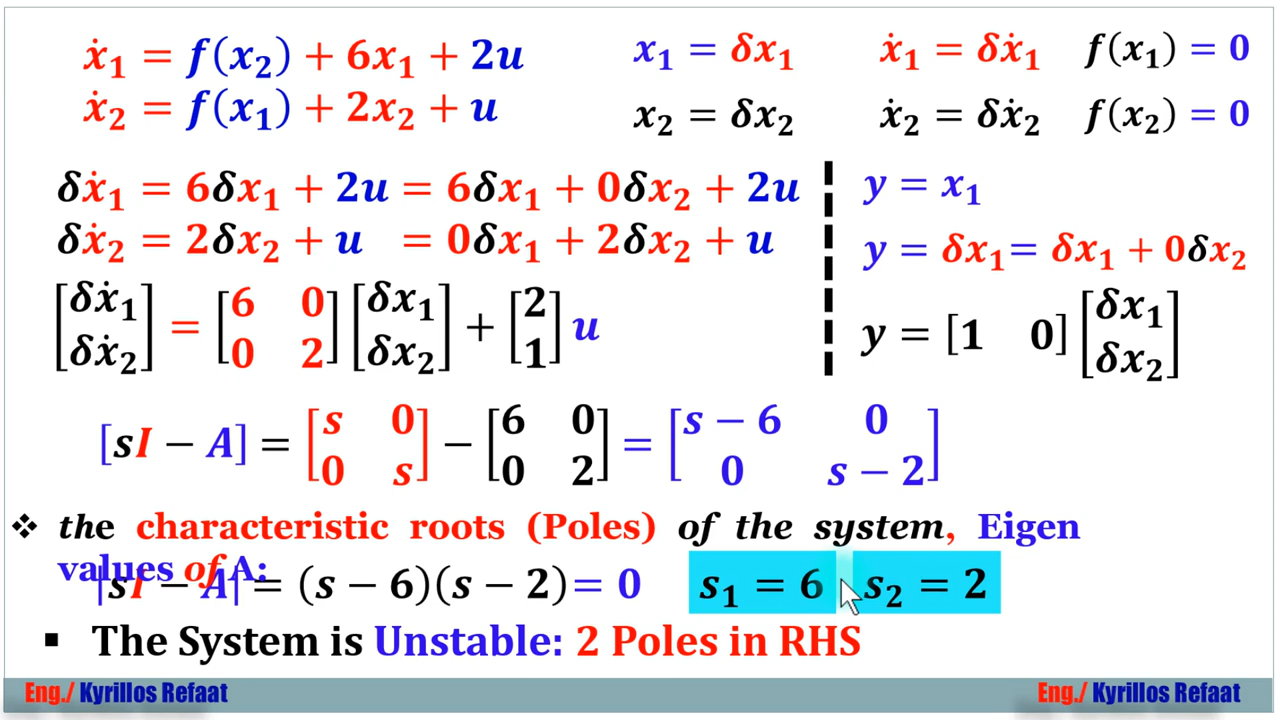 ẋ₁ = f(x₂) + 6x₁ + 2u
ẋ₂ = f(x₁) + 2x₂ + u
x₁ = δx₁ ẋ₁ = δẋ₁ f(x₁) = 0
x₂ = δx₂ ẋ₂ = δẋ₂ f(x₂) = 0
δẋ₁ = 6δx₁ + 2u = 6δx₁ + 0δx₂ + 2u
δẋ₂ = 2δx₂ + u = 0δx₁ + 2δx₂ + u
[δẋ₁ δẋ₂] = [6 0 0 2] [δx₁ δx₂] + [2 1] u
y = x₁
y = δx₁ = δx₁ + 0δx₂
y = [1 0] [δx₁ δx₂]
[sI − A] = [s 0 0 s] − [6 0 0 2] = [s − 6 0 0 s − 2]
❖ the characteristic roots (Poles) of the system, Eigen
values of A:
|sI − A| = (s − 6)(s − 2) = 0 s₁ = 6 s₂ = 2
▪ The System is Unstable: 2 Poles in RHS
Eng./ Kyrillos Refaat Eng./ Kyrillos Refaat